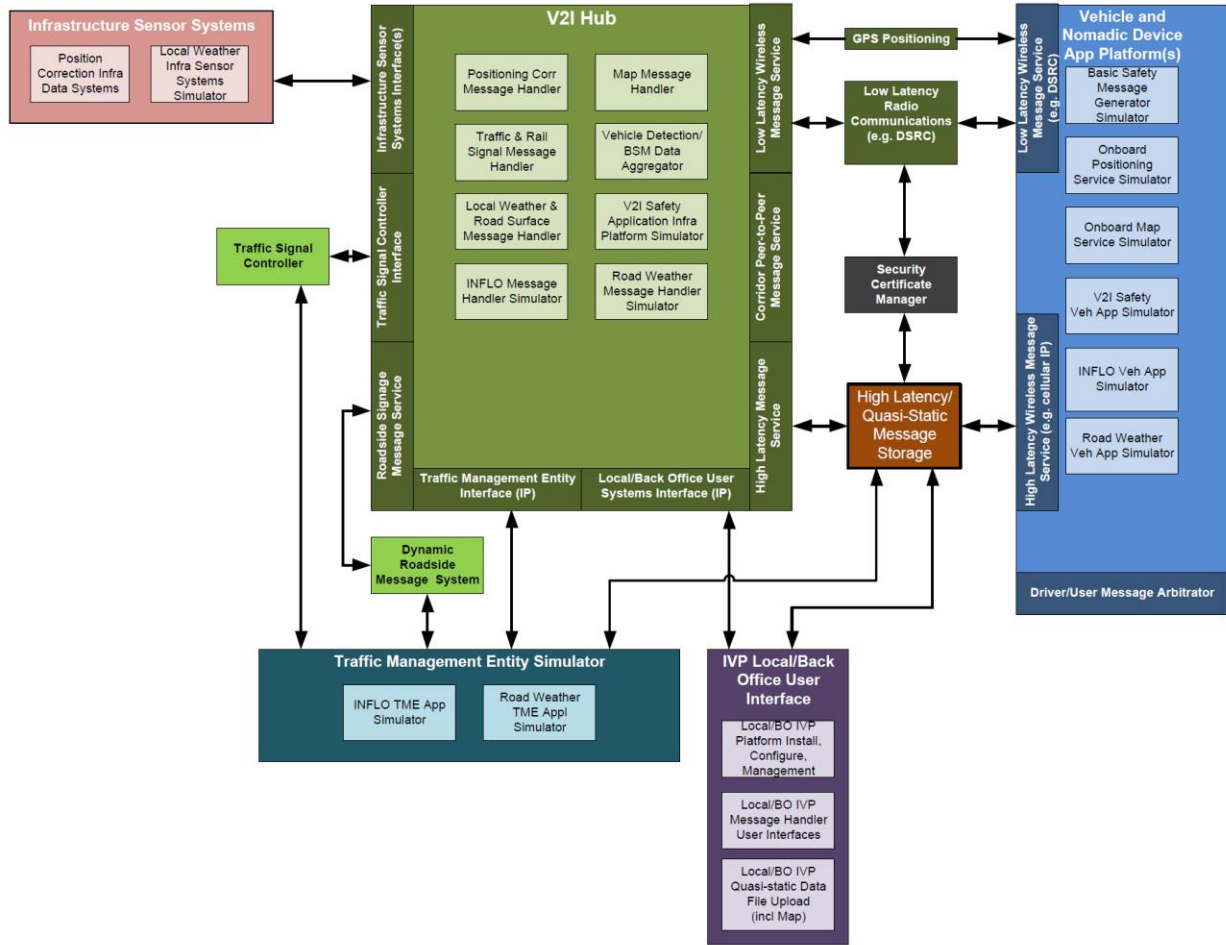 Infrastructure Sensor Systems
Position
Correction Infra
Data Systems
Local Weather
Infra Sensor
Systems
Simulator
Traffic Signal
Controller
V2I Hub
Infrastructure Sensor
Systems Interface(s)
Traffic Signal Controller
Interface
Roadside Signage
Message Service
Positioning Corr
Message Handler
Map Message
Handler
Traffic & Rail
Signal Message
Handler
Vehicle Detection/
BSM Data
Aggregator
Local Weather &
Road Surface
Message Handler
V2I Safety
Application Infra
Platform Simulator
INFLO Message
Handler Simulator
Road Weather
Message Handler
Simulator
Low Latency Wireless
Message Service
Corridor Peer-to-Peer
Message Service
High Latency Message
Service
Traffic Management Entity
Interface (IP)
Local/Back Office User
Systems Interface (IP)
GPS Positioning
Low Latency
Radio
Communications
(e.g. DSRC)
Security
Certificate
Manager
High Latency/
Quasi-Static
Message
Storage
Vehicle and
Nomadic Device
App Platform(s)
Low Latency Wireless
Message Service
(e.g. DSRC)
High Latency Wireless Message
Service (e.g. cellular IP)
Basic Safety
Message
Generator
Simulator
Onboard
Positioning
Service Simulator
Onboard Map
Service Simulator
V2I Safety
Veh App Simulator
INFLO Veh App
Simulator
Road Weather
Veh App Simulator
Driver/User Message Arbitrator
Dynamic
Roadside
Message System
Traffic Management Entity Simulator
INFLO TME App
Simulator
Road Weather
TME Appl
Simulator
IVP Local/Back
Office User
Interface
Local/BO IVP
Platform Install,
Configure,
Management
Local/BO IVP
Message Handler
User Interfaces
Local/BO IVP
Quasi-static Data
File Upload
(incl Map)